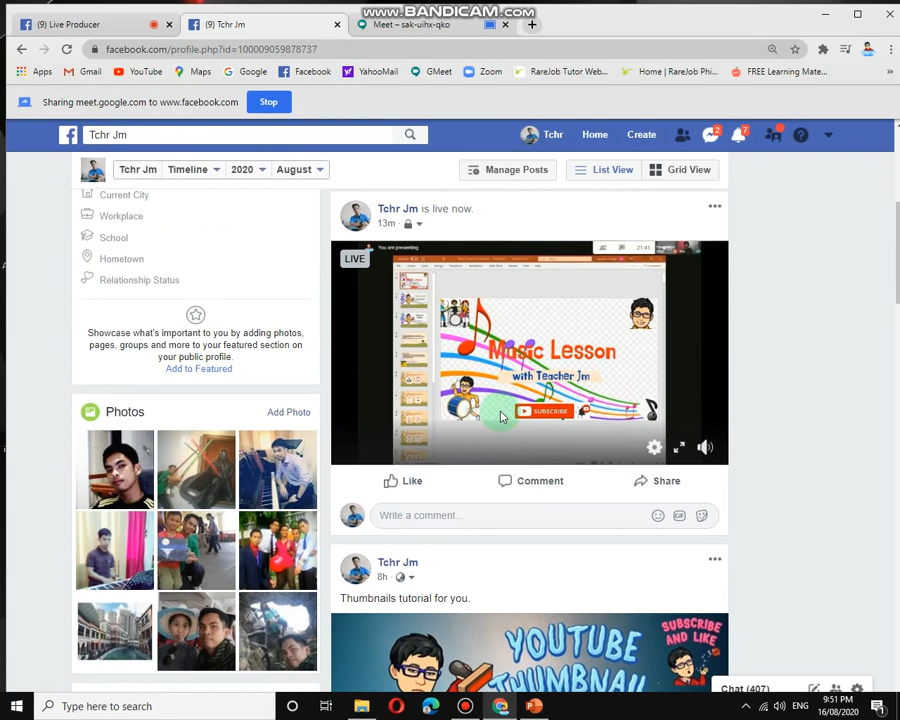 www.BANDICAM.com
(9) Live Producer
(9) Tchr Jm
Meet – sak-uihx-qko
facebook.com/profile.php?id=100009059878737
Apps
Gmail
YouTube
Maps
Google
Facebook
YahooMail
GMeet
Zoom
RareJob Tutor Web...
Home | RareJob Phi...
FREE Learning Mate...
Sharing meet.google.com to www.facebook.com
Stop
Tchr Jm
Tchr
Home
Create
2
7
Tchr Jm
Timeline
2020
August
Manage Posts
List View
Grid View
Current City
Workplace
School
Hometown
Relationship Status
Showcase what's important to you by adding photos,
pages, groups and more to your featured section on
your public profile.
Add to Featured
Photos
Add Photo
Tchr Jm is live now.
13m
LIVE
You are presenting
21:41
Music Lesson
with Teacher Jm
SUBSCRIBE
Like
Comment
Share
Write a comment...
GIF
Tchr Jm
8h
Thumbnails tutorial for you.
YOUTUBE
THUMBNAIL
SUBSCRIBE
AND LIKE
Chat (407)
Type here to search
9:51 PM
16/08/2020
1